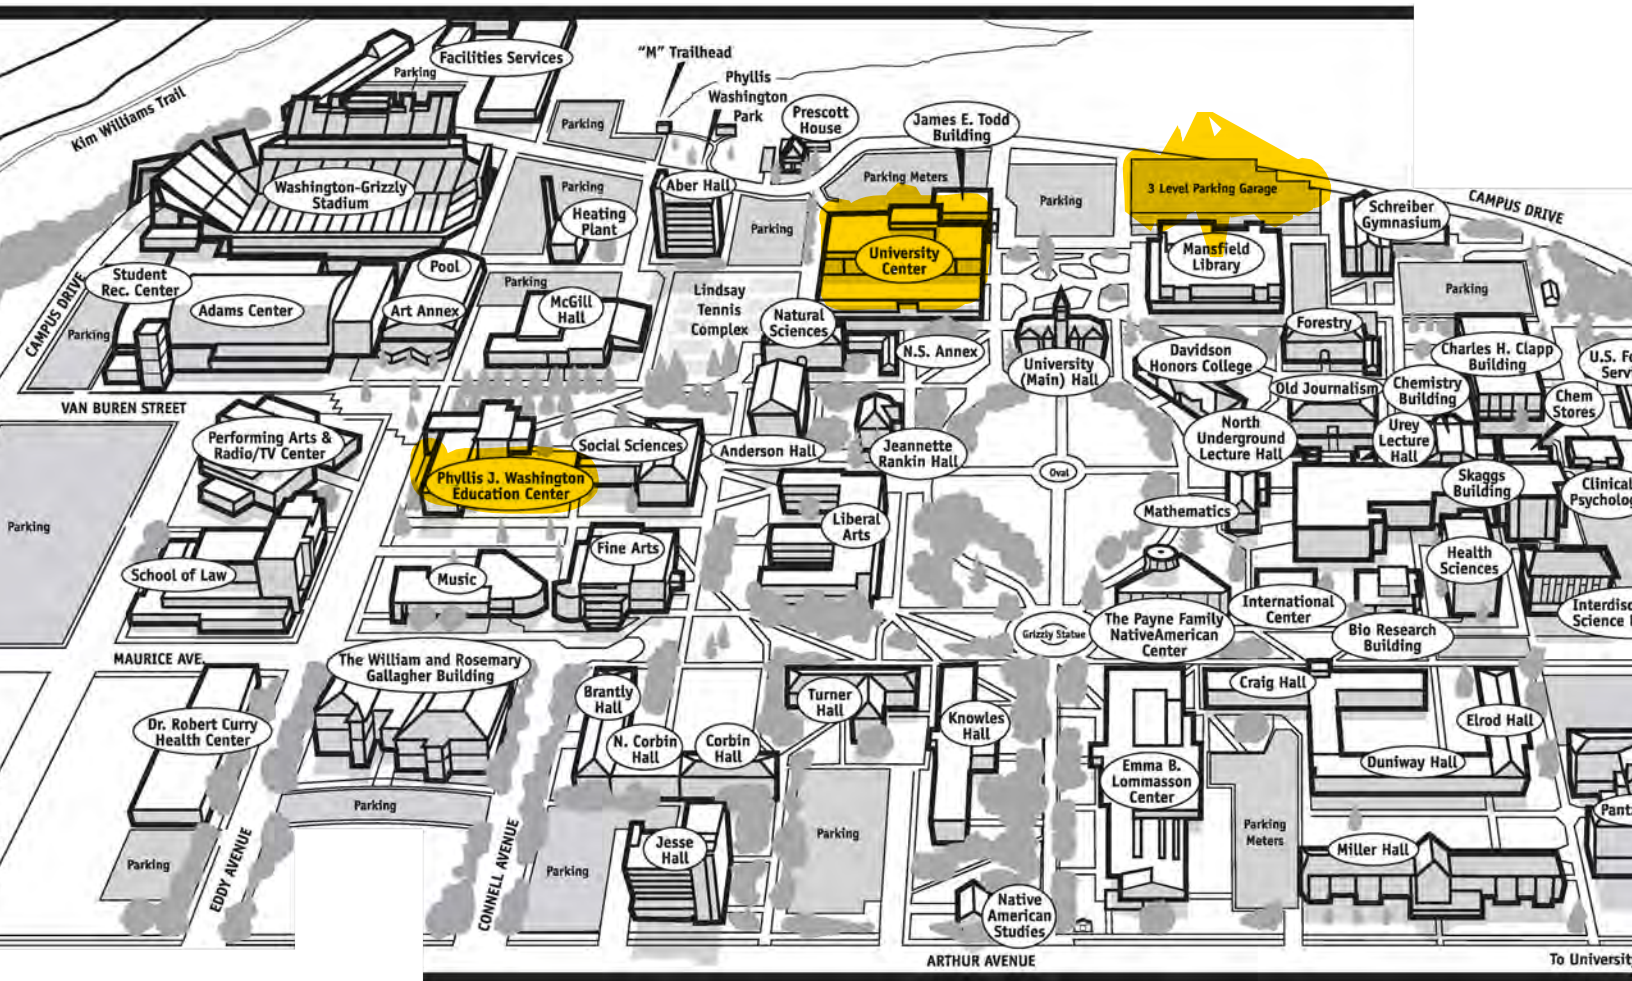 Facilities Services
Parking
"M" Trailhead
Phyllis
Washington
Park
Kim Williams Trail
Parking
Prescott
House
James E. Todd
Building
Washington-Grizzly
Stadium
Parking
Heating
Plant
Aber Hall
Parking
Parking Meters
Parking
3 Level Parking Garage
Schreiber
Gymnasium
CAMPUS DRIVE
University
Center
Mansfield
Library
Student
Rec. Center
Pool
Parking
CAMPUS DRIVE
Parking
Adams Center
Art Annex
McGill
Hall
Lindsay
Tennis
Complex
Natural
Sciences
N.S. Annex
University
(Main) Hall
Davidson
Honors College
Forestry
Parking
Charles H. Clapp
Building
U.S. Fo
Servi
VAN BUREN STREET
Old Journalism
Chemistry
Building
Chem
Stores
Performing Arts &
Radio/TV Center
Social Sciences
Anderson Hall
Jeannette
Rankin Hall
North
Underground
Lecture Hall
Urey
Lecture
Hall
Phyllis J. Washington
Education Center
Oval
Skaggs
Building
Clinical
Psycholog
Parking
Liberal
Arts
Mathematics
Fine Arts
School of Law
Music
Health
Sciences
International
Center
Interdisc
Science
The Payne Family
NativeAmerican
Center
Grizzly Statue
Bio Research
Building
MAURICE AVE.
The William and Rosemary
Gallagher Building
Brantly
Hall
Turner
Hall
Craig Hall
Dr. Robert Curry
Health Center
N. Corbin
Hall
Corbin
Hall
Knowles
Hall
Elrod Hall
Emma B.
Lommasson
Center
Duniway Hall
Parking
Parking
Parking
Meters
Pant
Jesse
Hall
Miller Hall
Parking
EDDY AVENUE
CONNELL AVENUE
Parking
Native
American
Studies
ARTHUR AVENUE
To University